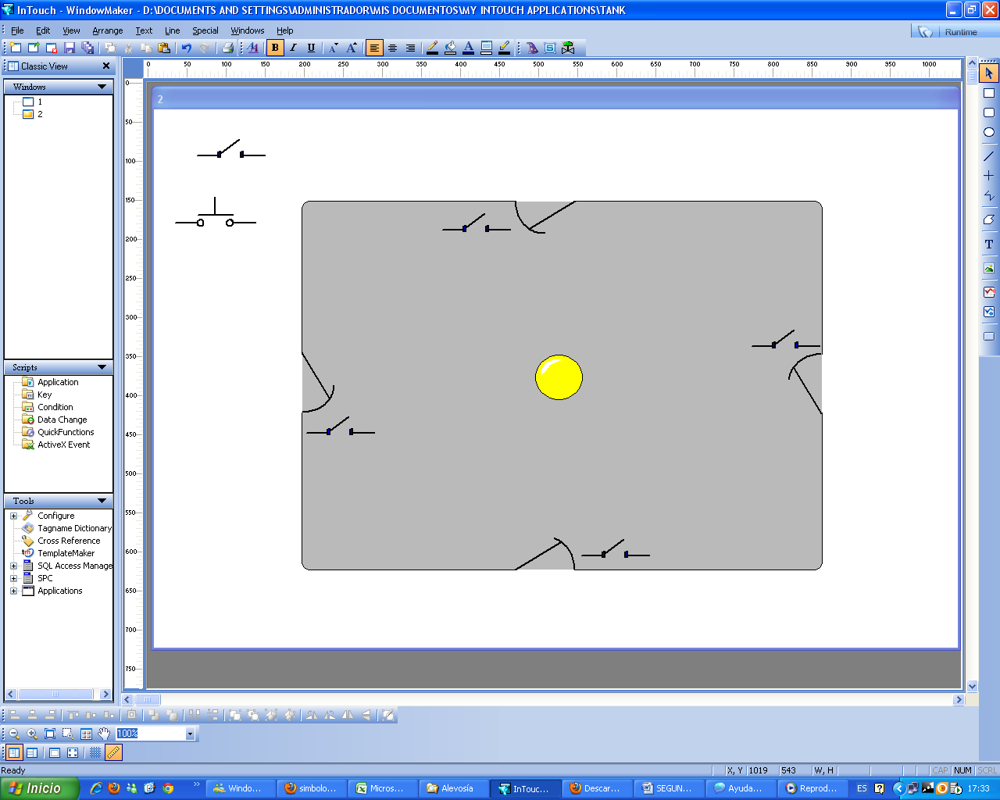 InTouch - WindowMaker - D:\DOCUMENTS AND SETTINGS\ADMINISTRADOR\MIS DOCUMENTOS\MY INTOUCH APPLICATIONS\TANK
File Edit View Arrange Text Line Special Windows Help
Runtime
B I U A
Classic View
0 50 100 150 200 250 300 350 400 450 500 550 600 650 700 750 800 850 900 950 1000
Windows
1
2
2
0
50
100
150
200
250
300
350
400
450
500
550
600
650
700
750
T
Scripts
Application
Key
Condition
Data Change
QuickFunctions
ActiveX Event
Tools
Configure
Tagname Dictionary
Cross Reference
TemplateMaker
SQL Access Manage
SPC
Applications
100%
Ready
X, Y 1019 543 W, H CAP NUM SCRL
Inicio
Windo... simbolo... Micros... Alevosía InTouc... Descar... SEGUN... Ayuda... Reprod... ES 17:33